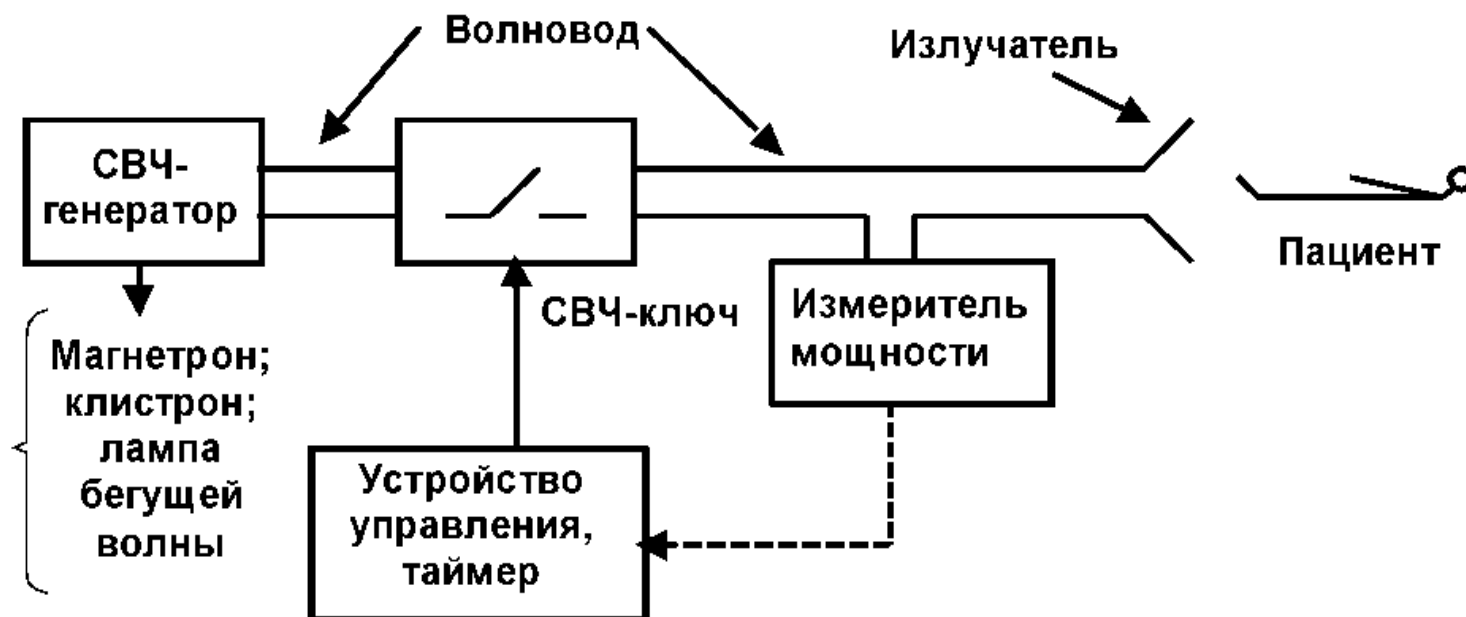 Волновод
Излучатель
СВЧ-
генератор
Пациент
СВЧ-ключ
Измеритель
мощности
Магнетрон;
клистрон;
лампа
бегущей
волны
Устройство
управления,
таймер